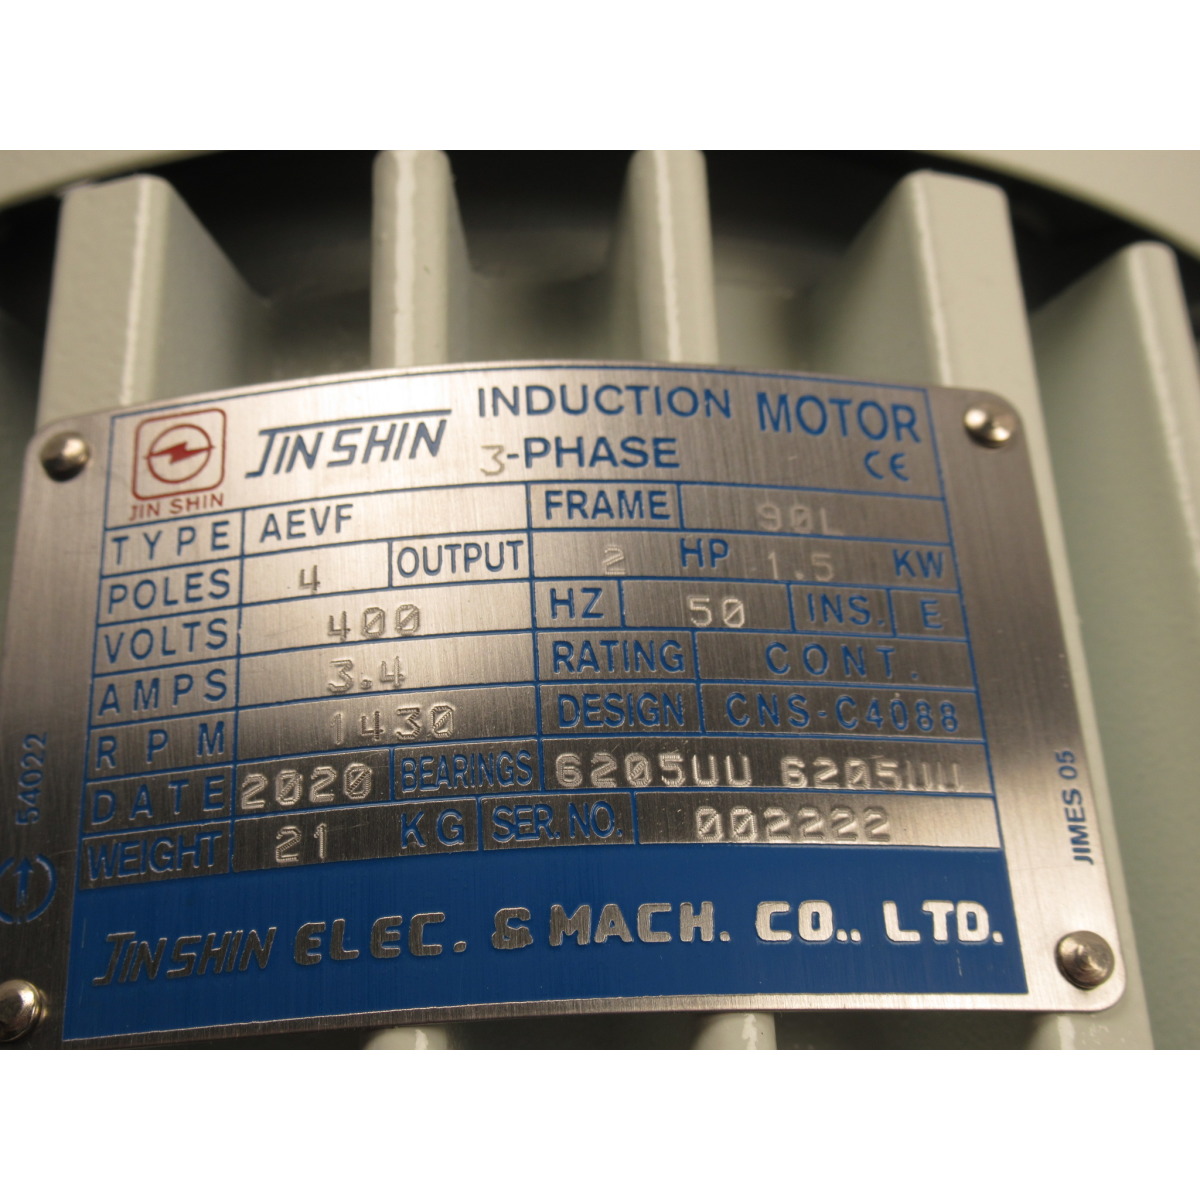 JIN SHIN
JINSHIN INDUCTION MOTOR
3-PHASE CE
TYPE AEVF FRAME 90L
POLES 4 OUTPUT 2 HP 1.5 KW
VOLTS 400 HZ 50 INS. E
AMPS 3.4 RATING CONT.
RPM 1430 DESIGN CNS-C4088
DATE 2020 BEARINGS 6205UU 6205UU
WEIGHT 21 KG SER. NO. 002222
JINSHIN ELEC. & MACH. CO., LTD.
54022
JIMES 05